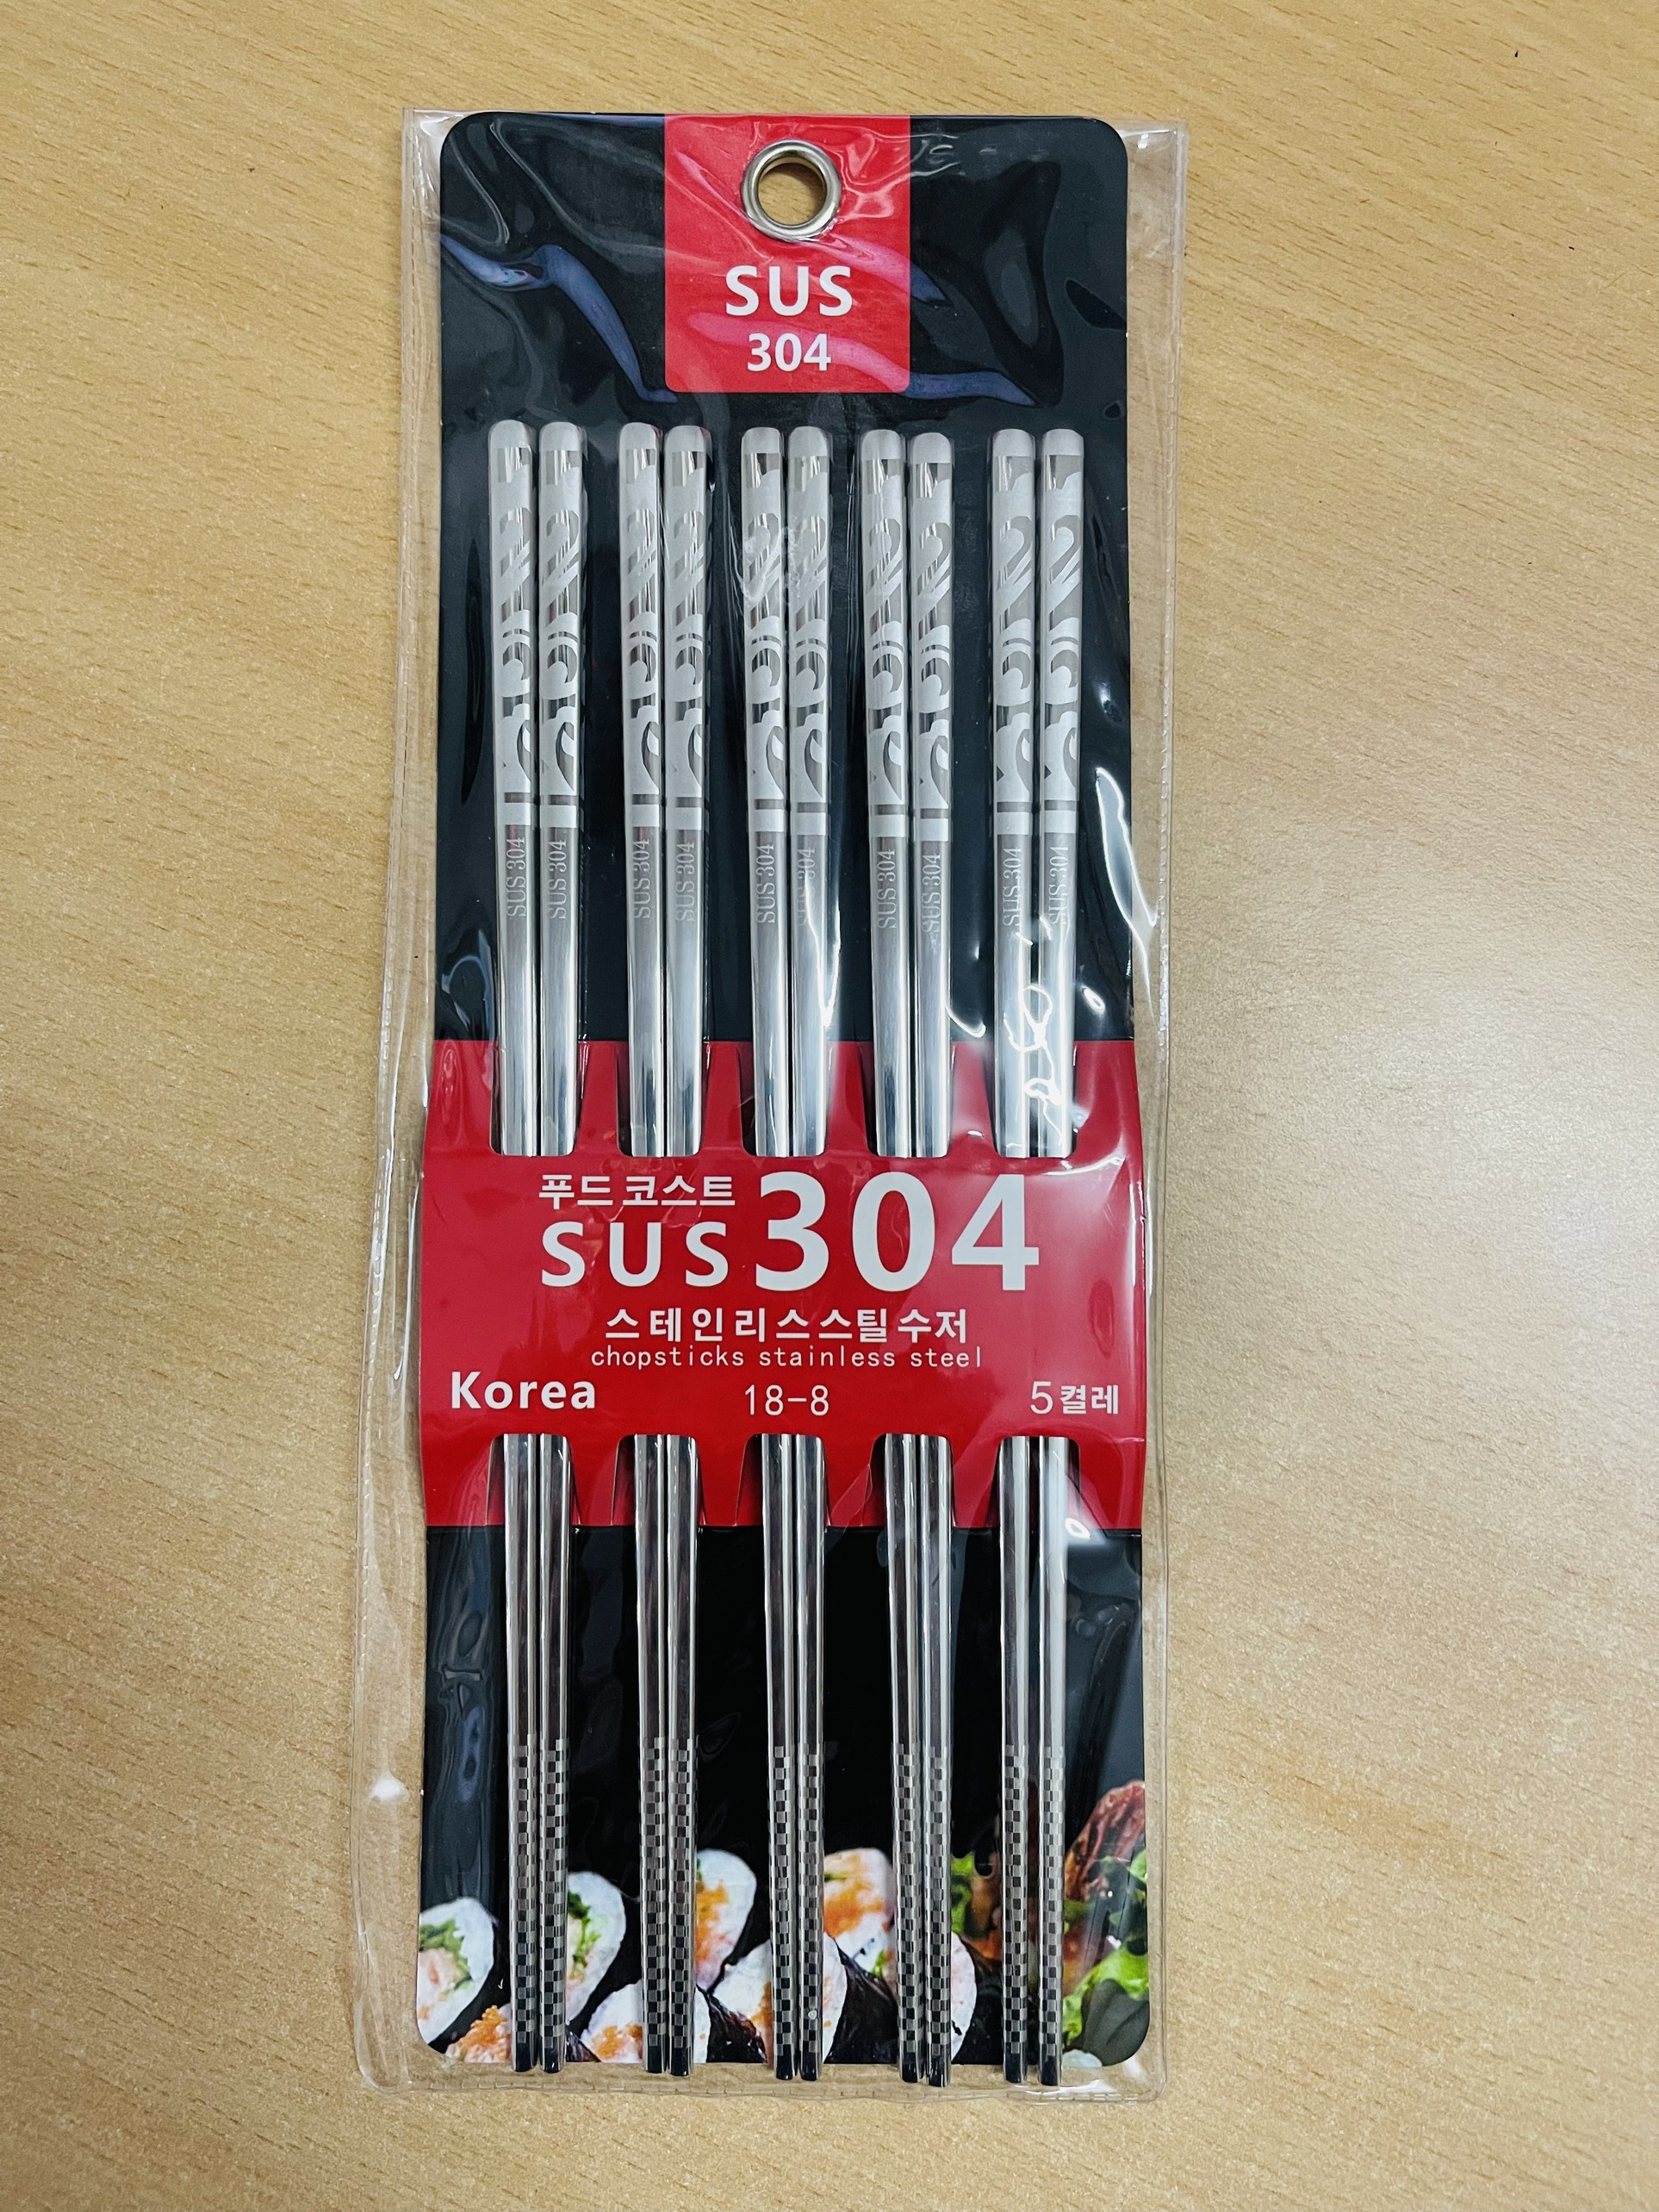 SUS
304
SUS 304 SUS 304 SUS 304 SUS 304 SUS 304 SUS 304 SUS 304 SUS 304 SUS 304 SUS 304
푸드 코스트
SUS 304
스테인리스스틸 수저
chopsticks stainless steel
Korea 18-8 5켤레